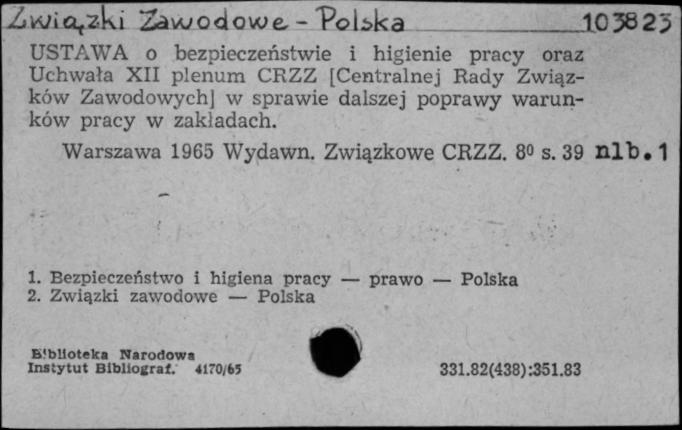 Związki Zawodowe - Polska 103823
USTAWA o bezpieczeństwie i higienie pracy oraz
Uchwała XII plenum CRZZ [Centralnej Rady Związ-
ków Zawodowych] w sprawie dalszej poprawy warun-
ków pracy w zakładach.
Warszawa 1965 Wydawn. Związkowe CRZZ. 8⁰ s. 39 nlb. 1
1. Bezpieczeństwo i higiena pracy — prawo — Polska
2. Związki zawodowe — Polska
Biblioteka Narodowa
Instytut Bibliograf. 4170/65
331.82(438):351.83